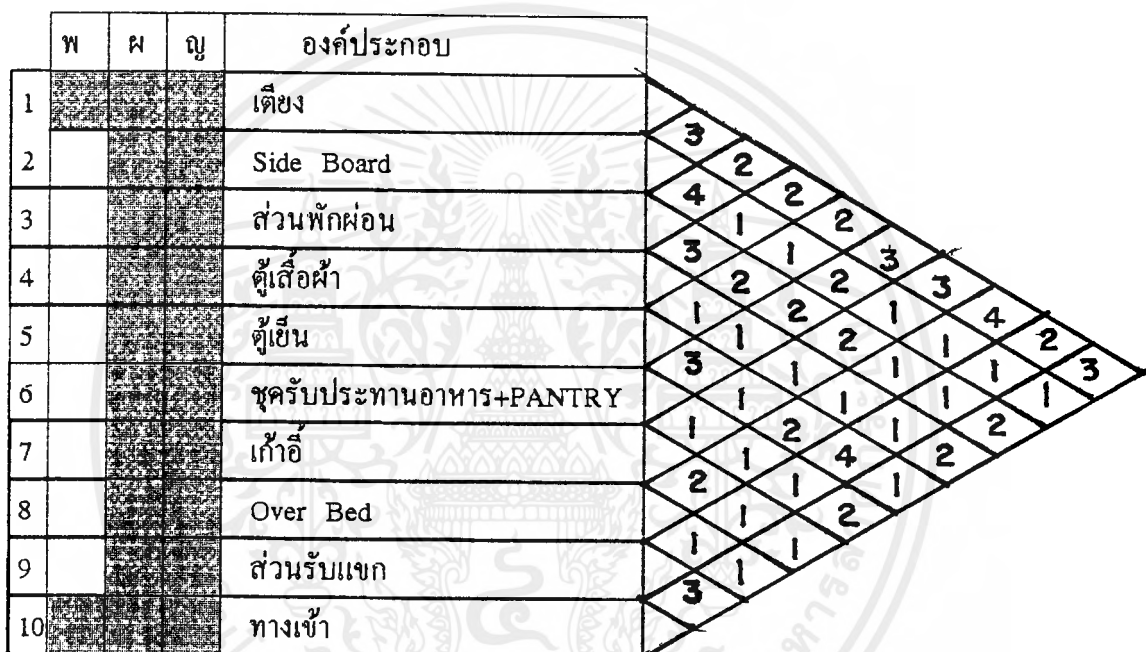 พ ผ ญ องค์ประกอบ
1 เตียง
2 Side Board
3 ส่วนพักผ่อน
4 ตู้เสื้อผ้า
5 ตู้เย็น
6 ชุดรับประทานอาหาร+PANTRY
7 เก้าอี้
8 Over Bed
9 ส่วนรับแขก
10 ทางเข้า
3
2
4 2
1 2
3 1 3
2 2 3
1 2 1 4
1 2 1 2
3 1 1 1 3
1 1 1 1
1 2 1 2
1 4 2
2 1 1
1 2
1 1
1
3